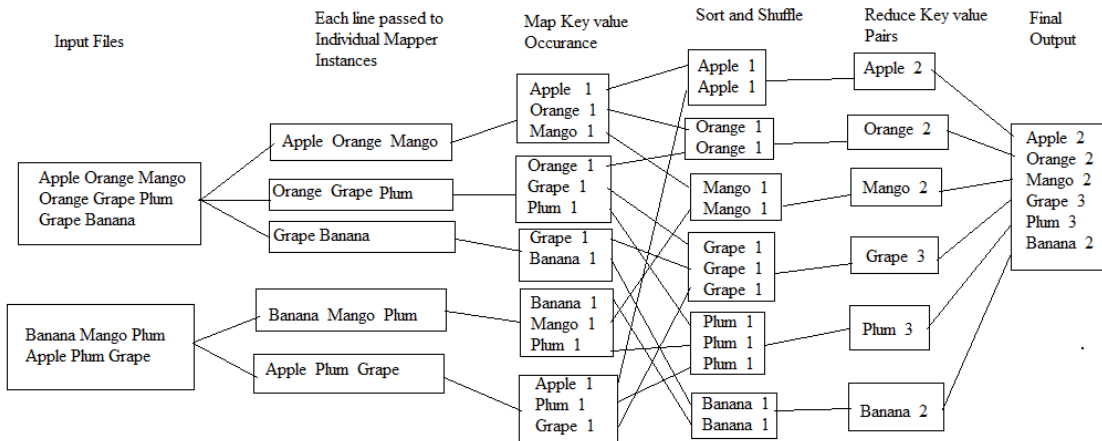 Input Files
Each line passed to
Individual Mapper
Instances
Map Key value
Occurance
Sort and Shuffle
Reduce Key value
Pairs
Final
Output
Apple Orange Mango
Orange Grape Plum
Grape Banana
Banana Mango Plum
Apple Plum Grape
Apple Orange Mango
Orange Grape Plum
Grape Banana
Banana Mango Plum
Apple Plum Grape
Apple 1
Orange 1
Mango 1
Orange 1
Grape 1
Plum 1
Grape 1
Banana 1
Banana 1
Mango 1
Plum 1
Apple 1
Plum 1
Grape 1
Apple 1
Apple 1
Orange 1
Orange 1
Mango 1
Mango 1
Grape 1
Grape 1
Grape 1
Plum 1
Plum 1
Plum 1
Banana 1
Banana 1
Apple 2
Orange 2
Mango 2
Grape 3
Plum 3
Banana 2
Apple 2
Orange 2
Mango 2
Grape 3
Plum 3
Banana 2
.